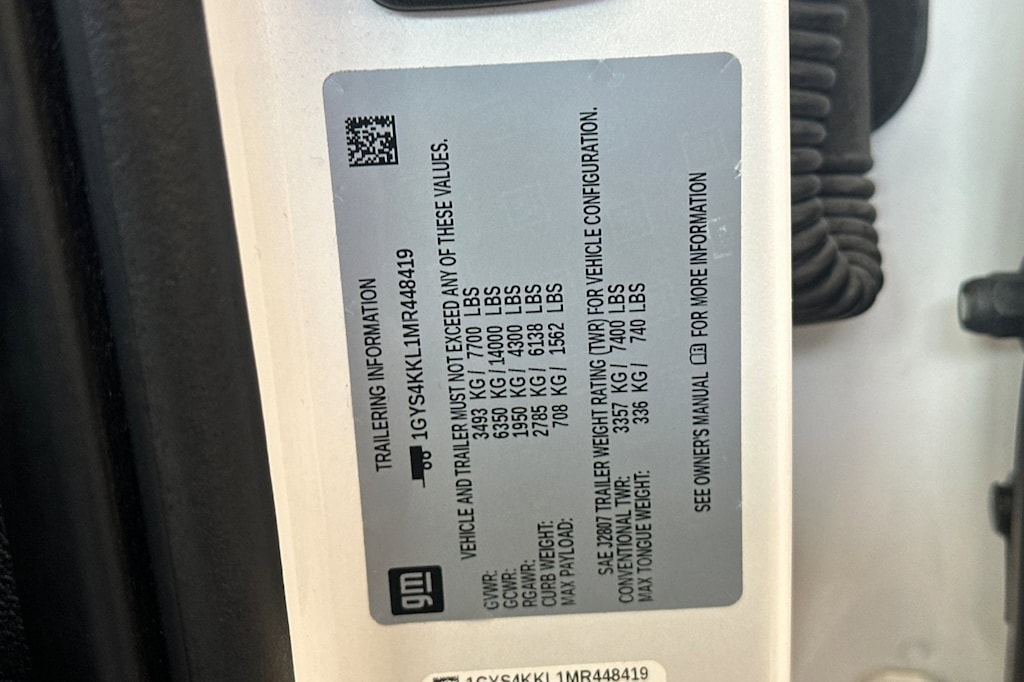 gm
TRAILERING INFORMATION
1GYS4KKL1MR448419
VEHICLE AND TRAILER MUST NOT EXCEED ANY OF THESE VALUES.
GVWR: 3493 KG / 7700 LBS
GCWR: 6350 KG / 14000 LBS
RGAWR: 1950 KG / 4300 LBS
CURB WEIGHT: 2785 KG / 6138 LBS
MAX PAYLOAD: 708 KG / 1562 LBS
SAE J2807 TRAILER WEIGHT RATING (TWR) FOR VEHICLE CONFIGURATION.
CONVENTIONAL TWR: 3357 KG / 7400 LBS
MAX TONGUE WEIGHT: 336 KG / 740 LBS
SEE OWNER'S MANUAL FOR MORE INFORMATION
1GYS4KKL1MR448419